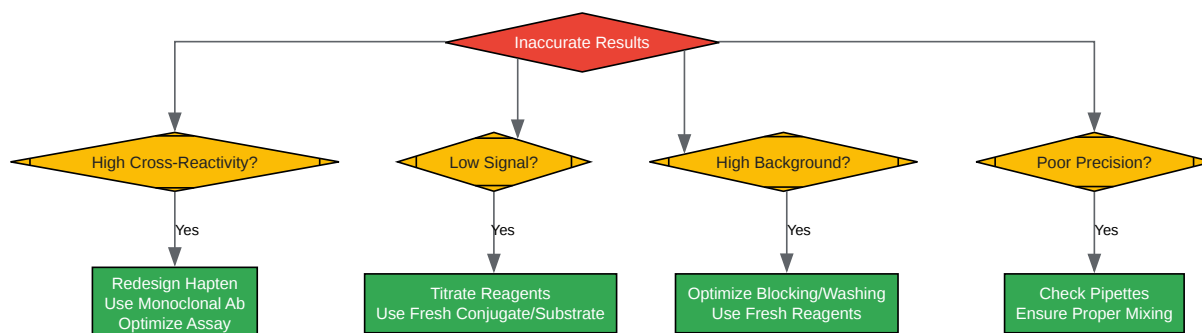 Inaccurate Results
High Cross-Reactivity?
Low Signal?
High Background?
Poor Precision?
Yes
Yes
Yes
Yes
Redesign Hapten
Use Monoclonal Ab
Optimize Assay
Titrate Reagents
Use Fresh Conjugate/Substrate
Optimize Blocking/Washing
Use Fresh Reagents
Check Pipettes
Ensure Proper Mixing